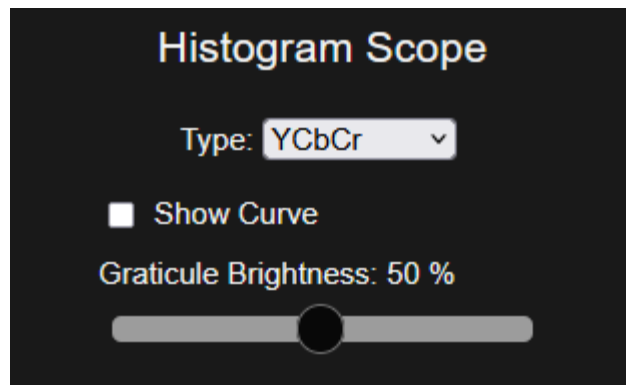 Histogram Scope
Type: YCbCr
Show Curve
Graticule Brightness: 50 %